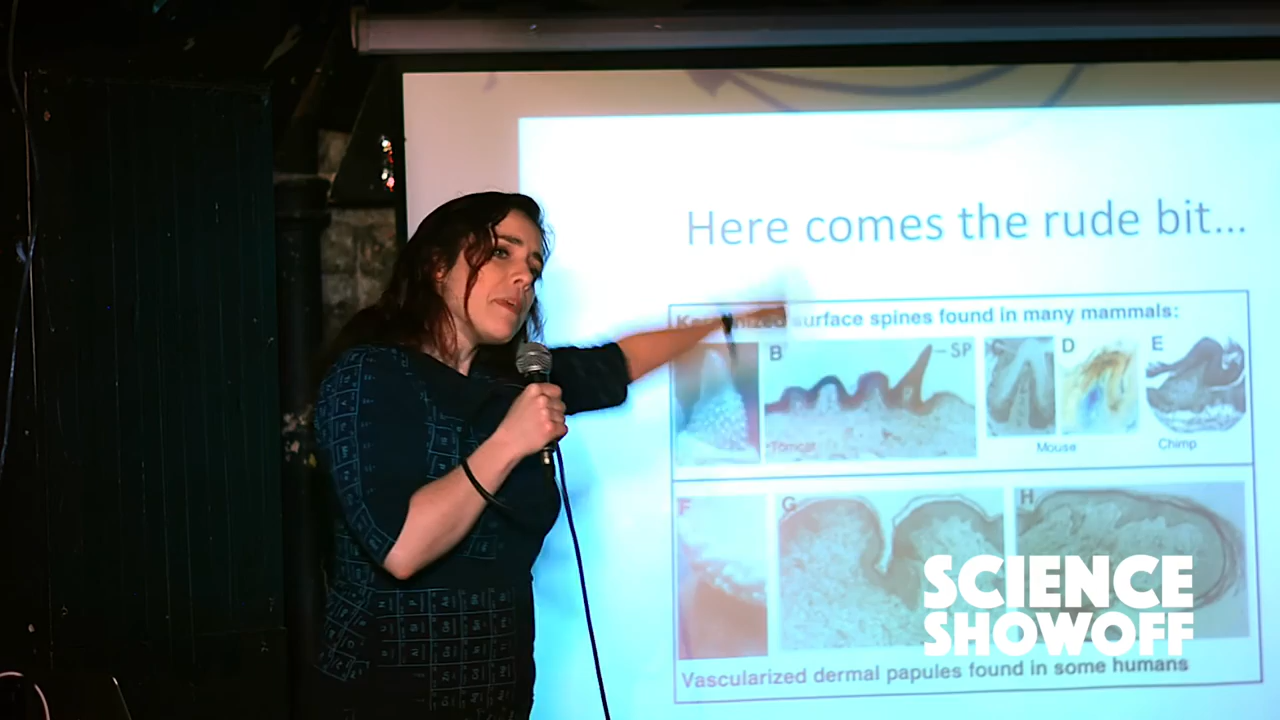 Here comes the rude bit...
Keratinized surface spines found in many mammals:
B
SP
C
D
E
Tomcat
Mouse
Chimp
F
G
H
SCIENCE
SHOWOFF
Vascularized dermal papules found in some humans